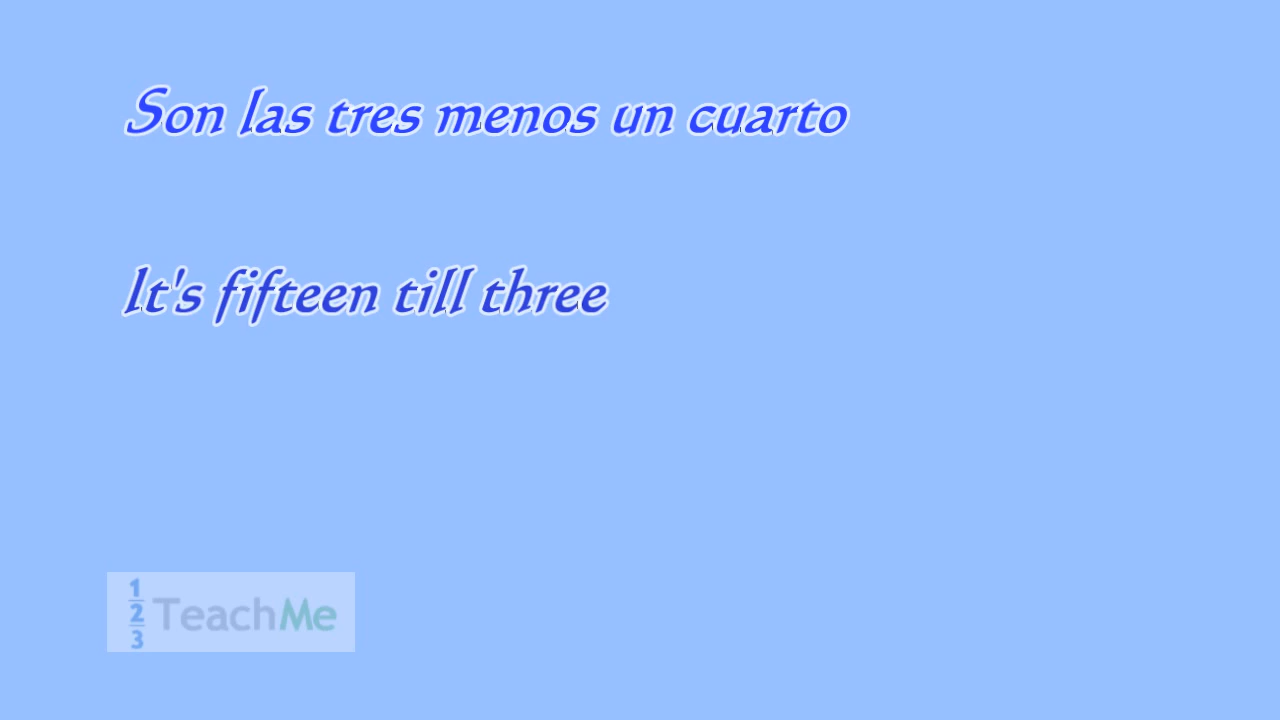 Son las tres menos un cuarto
It's fifteen till three
1
2
3
TeachMe